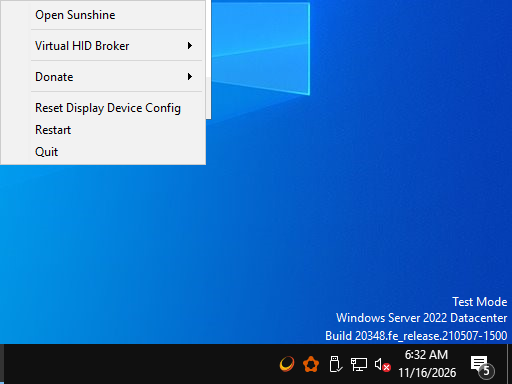 Open Sunshine
Virtual HID Broker
Donate
Reset Display Device Config
Restart
Quit
Test Mode
Windows Server 2022 Datacenter
Build 20348.fe_release.210507-1500
6:32 AM
11/16/2026
5